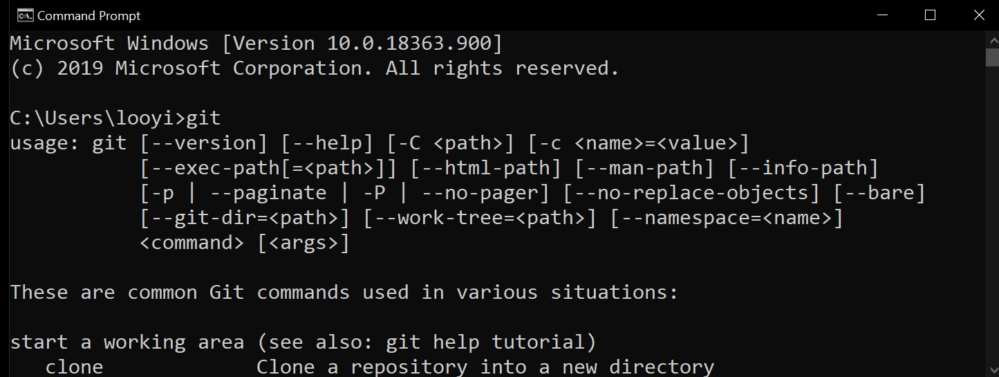 Command Prompt
Microsoft Windows [Version 10.0.18363.900]
(c) 2019 Microsoft Corporation. All rights reserved.
C:\Users\looyi>git
usage: git [--version] [--help] [-C <path>] [-c <name>=<value>]
           [--exec-path[=<path>]] [--html-path] [--man-path] [--info-path]
           [-p | --paginate | -P | --no-pager] [--no-replace-objects] [--bare]
           [--git-dir=<path>] [--work-tree=<path>] [--namespace=<name>]
           <command> [<args>]
These are common Git commands used in various situations:
start a working area (see also: git help tutorial)
   clone             Clone a repository into a new directory